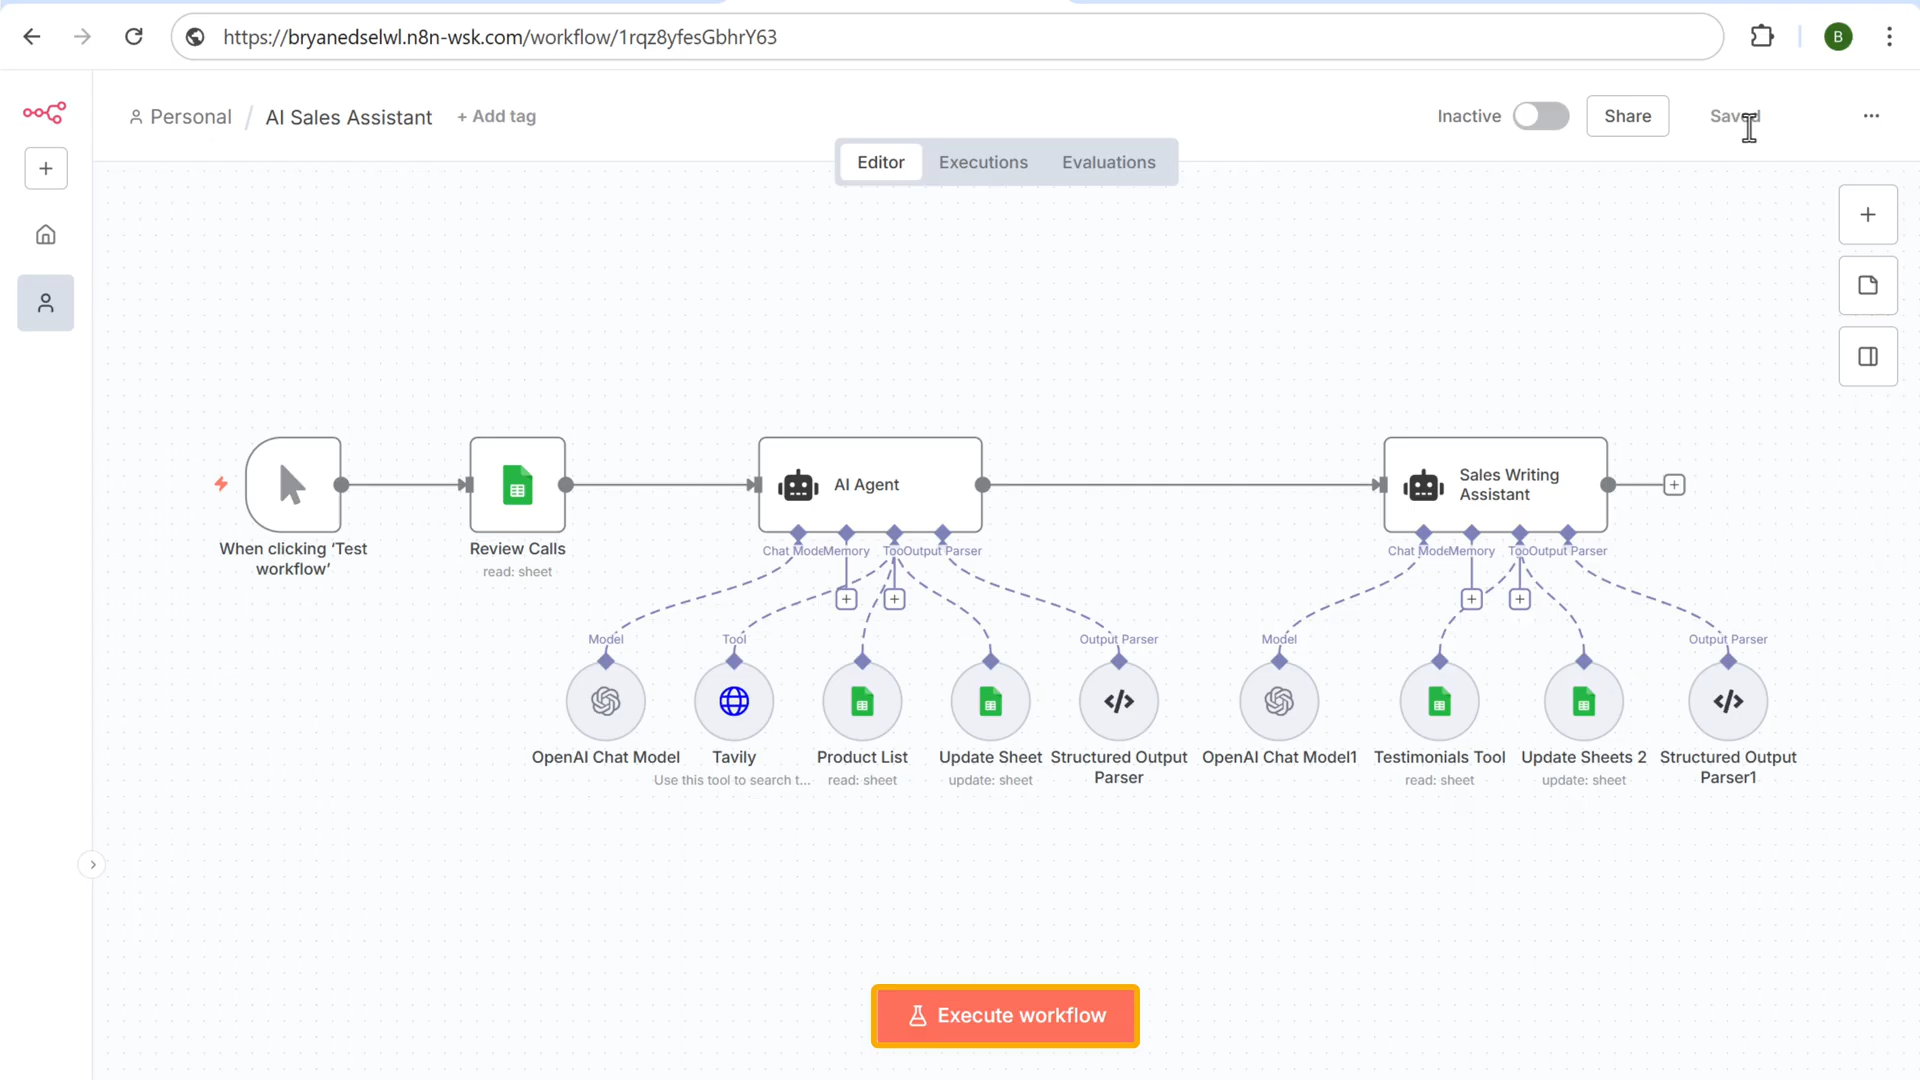 https://bryanedselwl.n8n-wsk.com/workflow/1rqz8yfesGbhrY63
B
Personal / AI Sales Assistant + Add tag
Inactive
Share
Saved
Editor Executions Evaluations
AI Agent
Sales Writing
Assistant
When clicking ‘Test
workflow’
Review Calls
read: sheet
Chat Mode Memory Too Output Parser
Chat Mode Memory Too Output Parser
Model
Tool
Output Parser
Model
Output Parser
OpenAI Chat Model
Tavily
Use this tool to search t...
Product List
read: sheet
Update Sheet
update: sheet
Structured Output
Parser
OpenAI Chat Model1
Testimonials Tool
read: sheet
Update Sheets 2
update: sheet
Structured Output
Parser1
Execute workflow